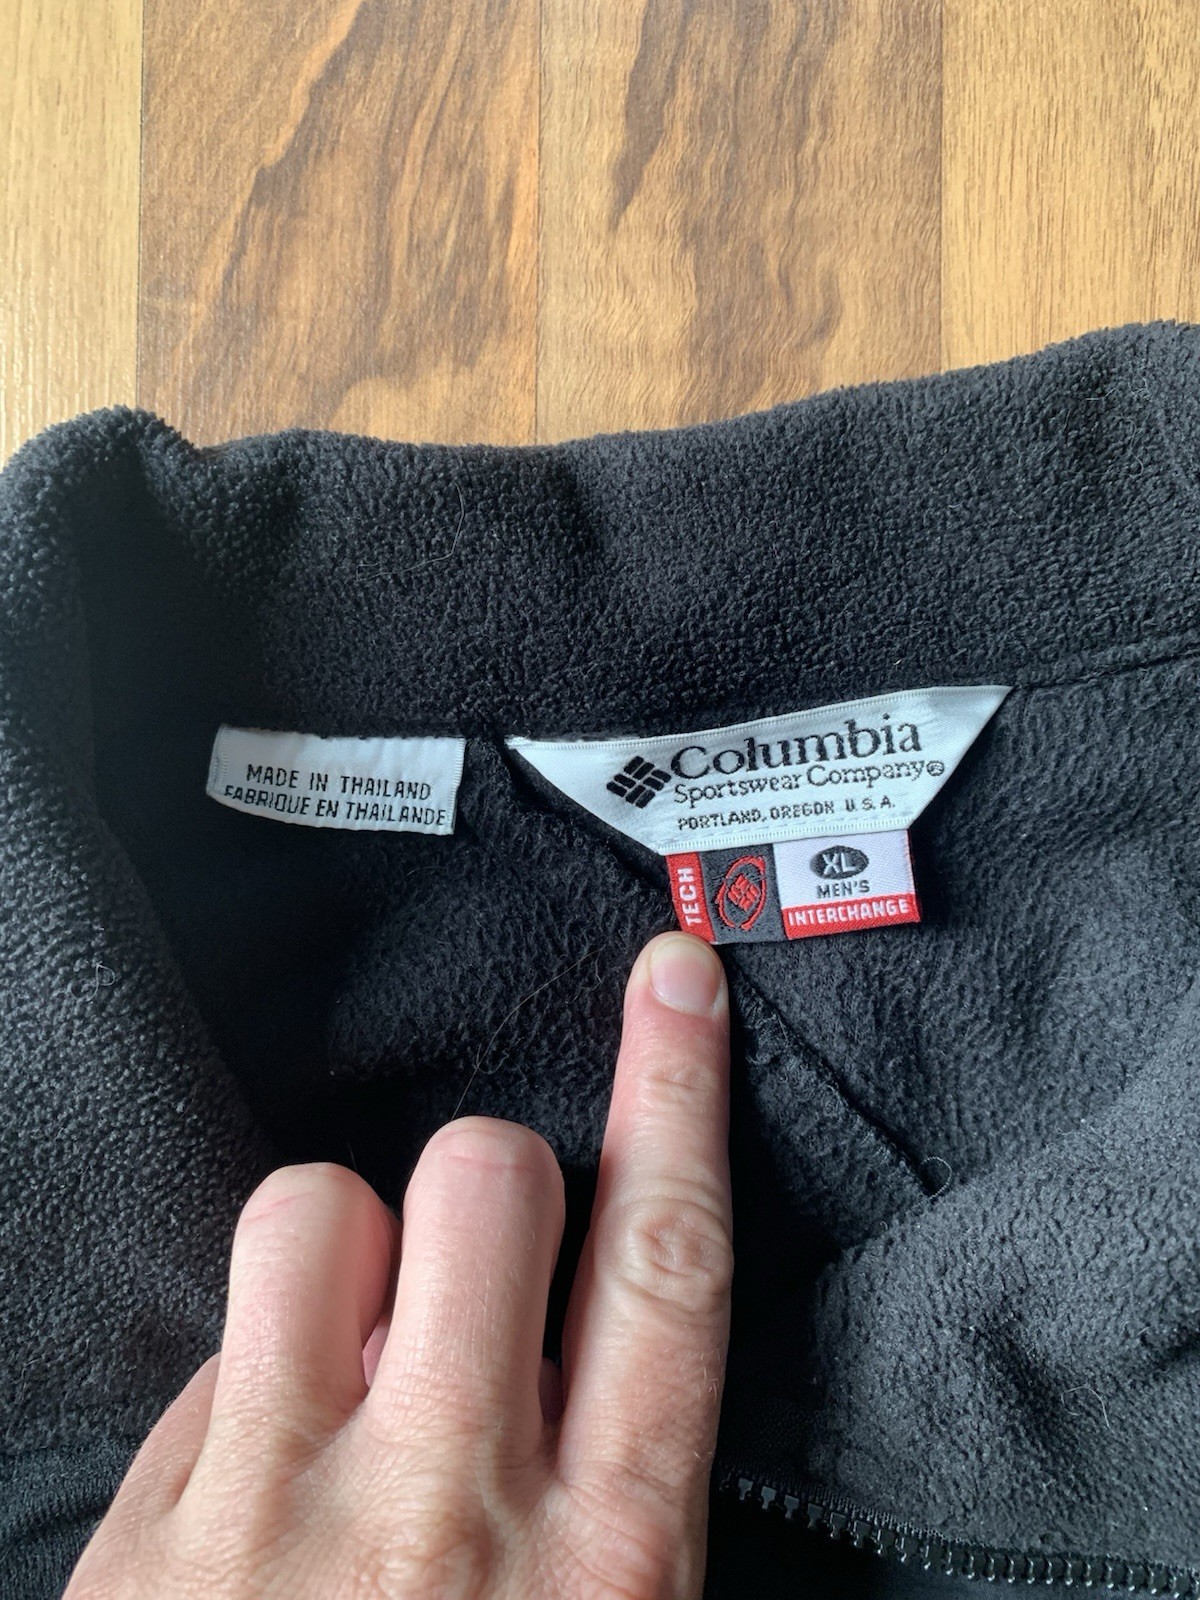 MADE IN THAILAND
FABRIQUE EN THAILANDE
Columbia
Sportswear Company®
PORTLAND, OREGON U.S.A.
TECH
XL
MEN'S
INTERCHANGE